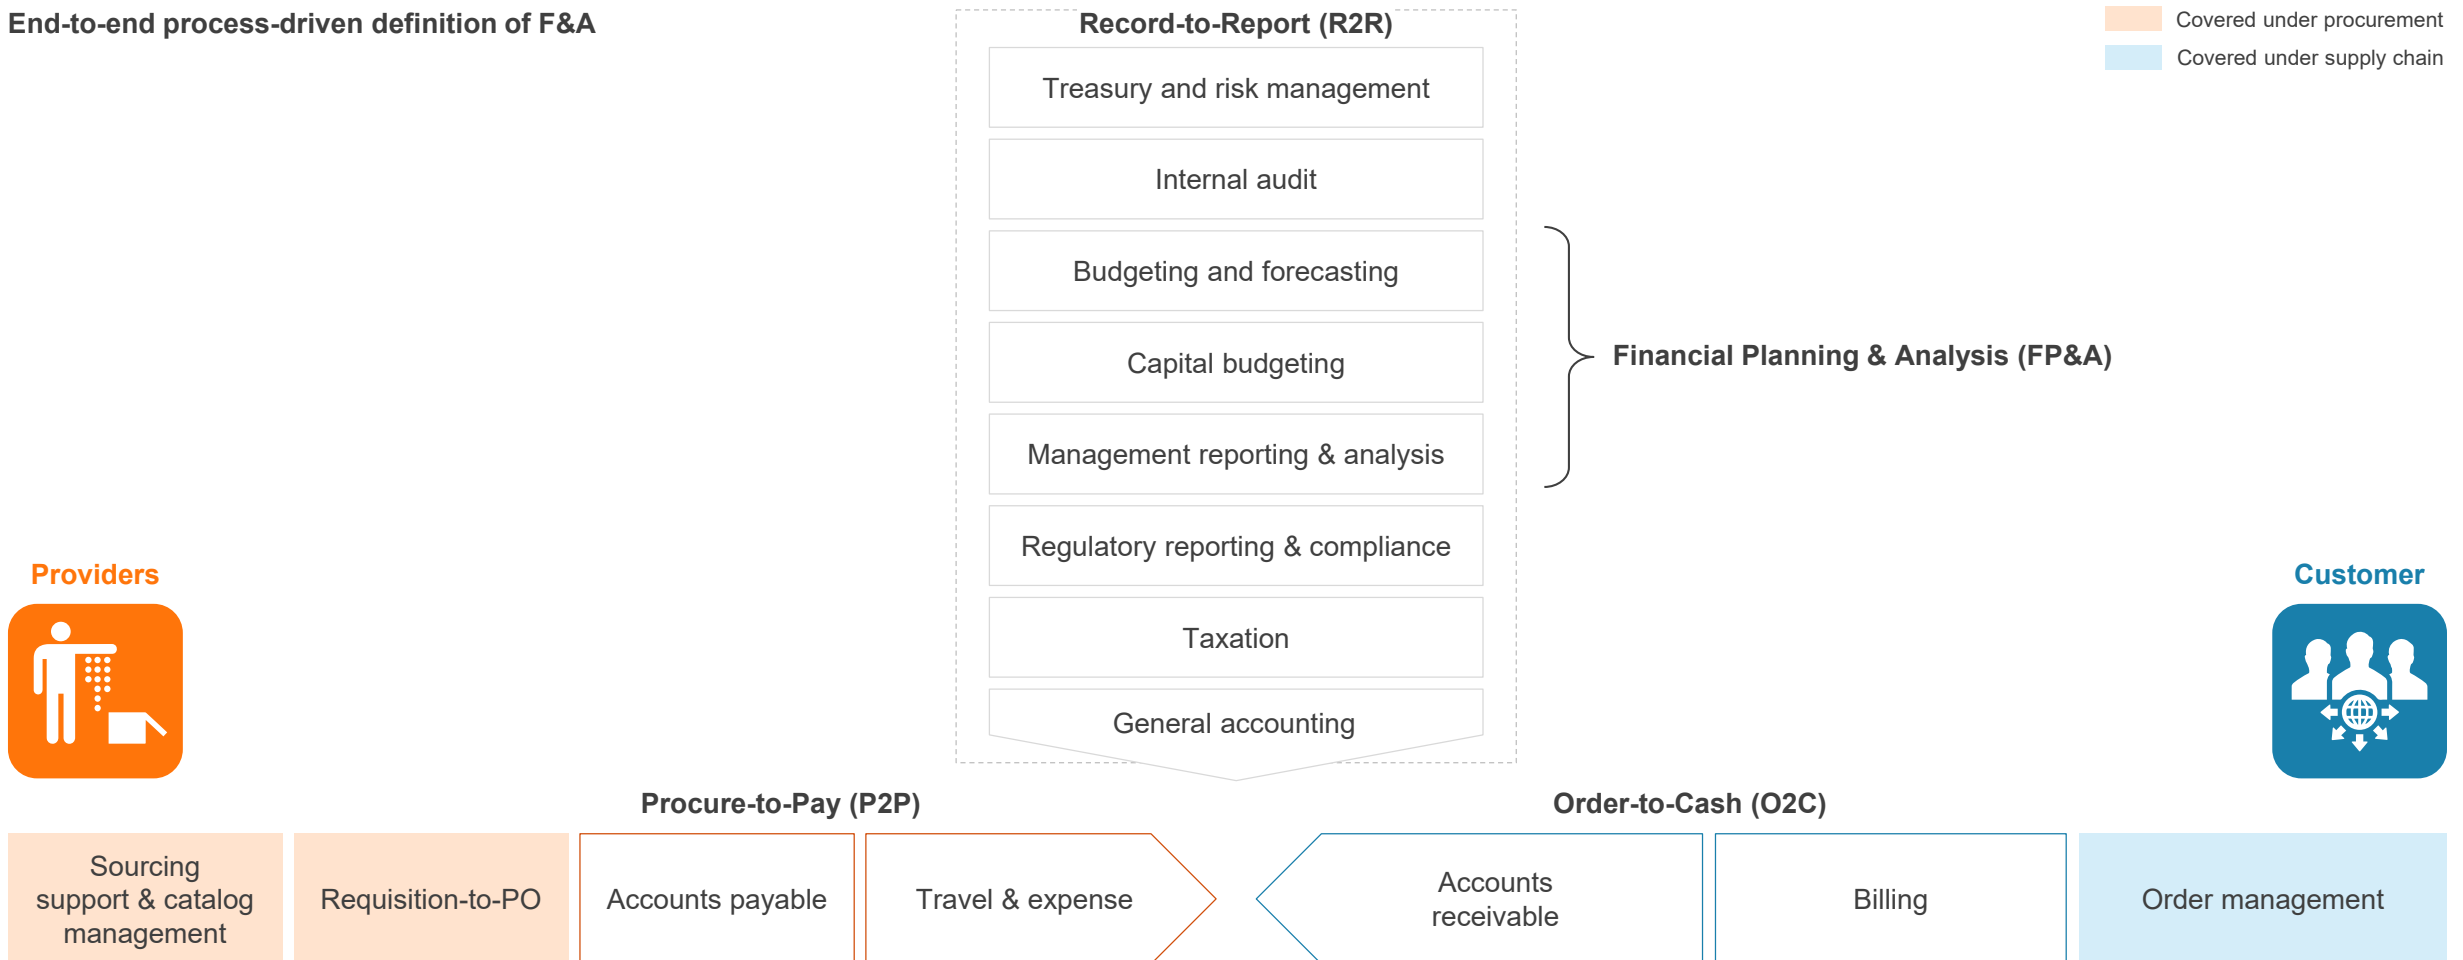 End-to-end process-driven definition of F&A
Record-to-Report (R2R)
Covered under procurement
Covered under supply chain
Treasury and risk management
Internal audit
Budgeting and forecasting
Capital budgeting
Management reporting & analysis
Regulatory reporting & compliance
Taxation
General accounting
Financial Planning & Analysis (FP&A)
Providers
Customer
Procure-to-Pay (P2P)
Order-to-Cash (O2C)
Sourcing
support & catalog
management
Requisition-to-PO
Accounts payable
Travel & expense
Accounts
receivable
Billing
Order management